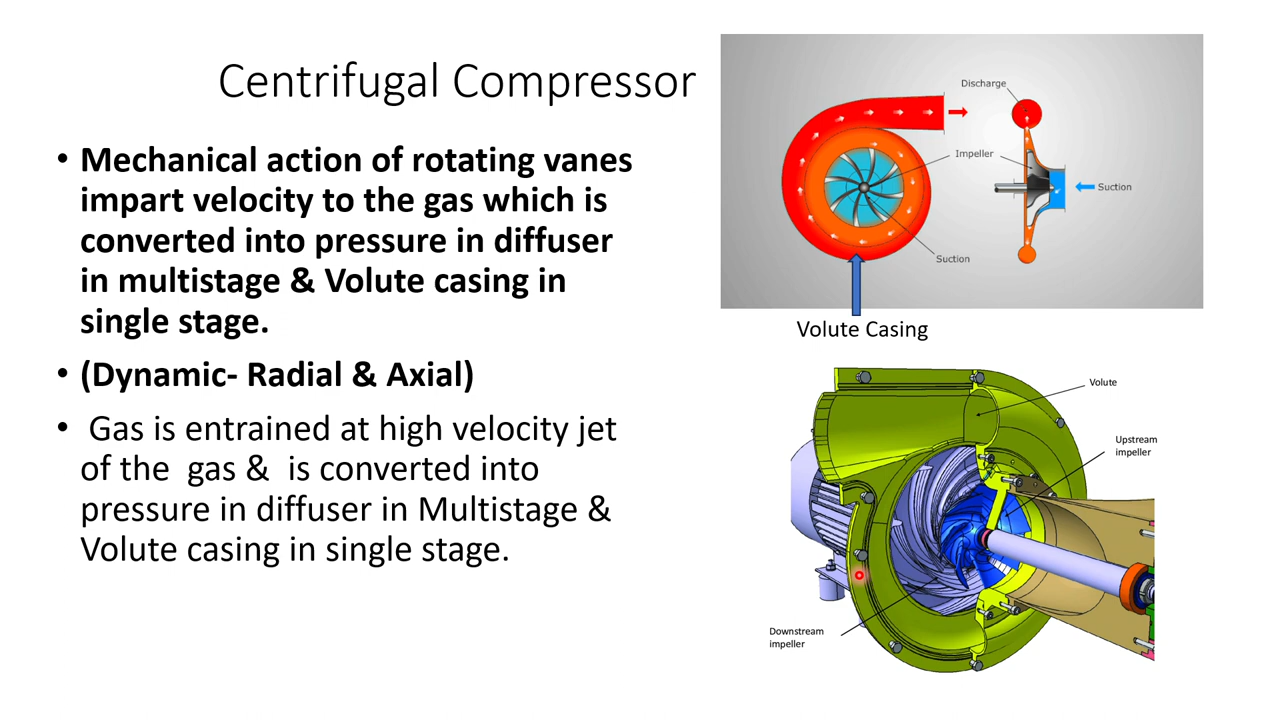 Centrifugal Compressor
• Mechanical action of rotating vanes
impart velocity to the gas which is
converted into pressure in diffuser
in multistage & Volute casing in
single stage.
• (Dynamic- Radial & Axial)
• Gas is entrained at high velocity jet
of the gas & is converted into
pressure in diffuser in Multistage &
Volute casing in single stage.
Discharge
Impeller
Suction
Suction
Volute Casing
Volute
Upstream
impeller
Downstream
impeller